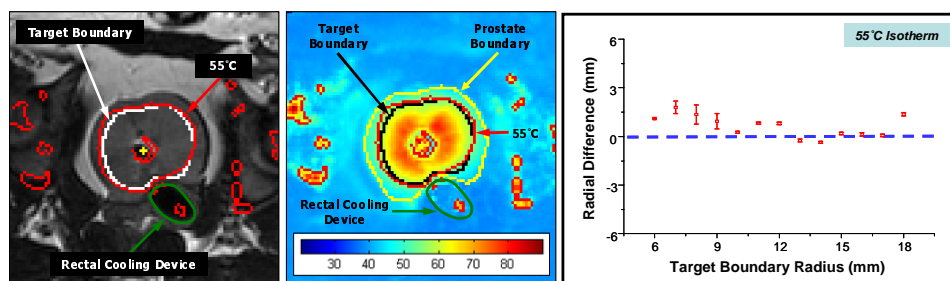 Target Boundary
55˚C
Rectal Cooling Device
Target
Boundary
Prostate
Boundary
55˚C
Rectal Cooling
Device
30 40 50 60 70 80
55˚C Isotherm
Radial Difference (mm)
6
3
0
-3
-6
6 9 12 15 18
Target Boundary Radius (mm)